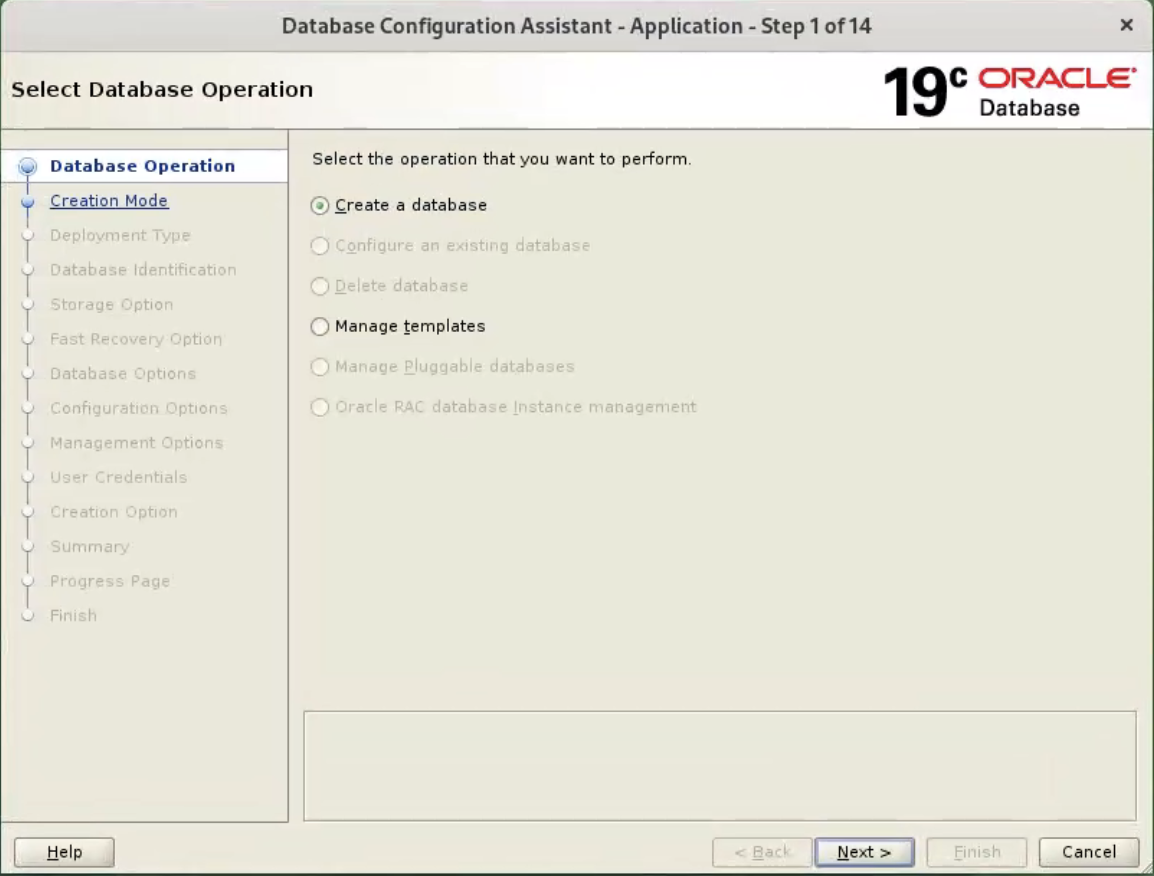 Database Configuration Assistant - Application - Step 1 of 14
×
Select Database Operation
19c ORACLE
Database
Database Operation
Creation Mode
Deployment Type
Database Identification
Storage Option
Fast Recovery Option
Database Options
Configuration Options
Management Options
User Credentials
Creation Option
Summary
Progress Page
Finish
Select the operation that you want to perform.
Create a database
Configure an existing database
Delete database
Manage templates
Manage Pluggable databases
Oracle RAC database Instance management
Help
< Back
Next >
Finish
Cancel